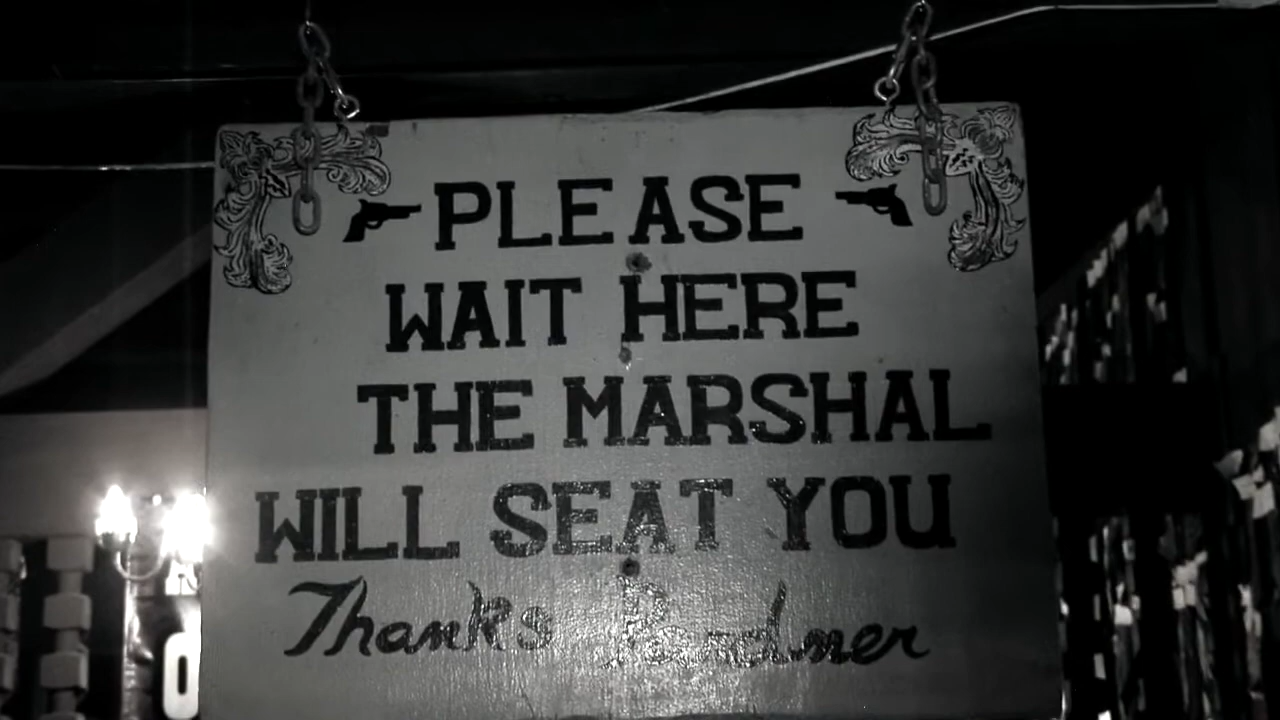 PLEASE
WAIT HERE
THE MARSHAL
WILL SEAT YOU
Thanks Pardner